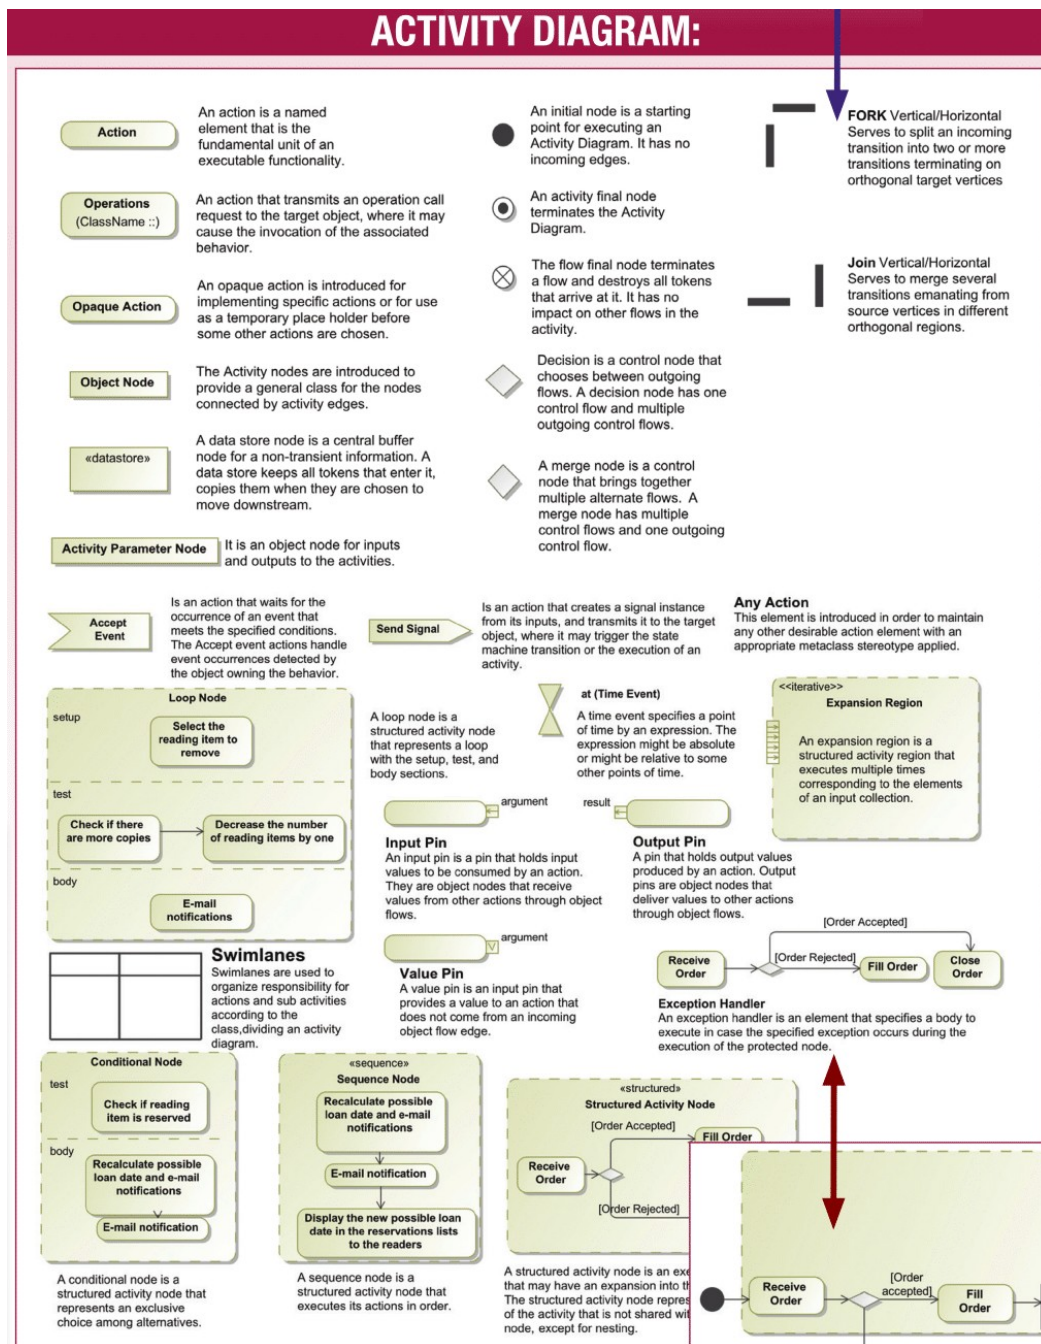 ACTIVITY DIAGRAM:
Action
An action is a named
element that is the
fundamental unit of an
executable functionality.
Operations
(ClassName ::)
An action that transmits an operation call
request to the target object, where it may
cause the invocation of the associated
behavior.
Opaque Action
An opaque action is introduced for
implementing specific actions or for use
as a temporary place holder before
some other actions are chosen.
Object Node
The Activity nodes are introduced to
provide a general class for the nodes
connected by activity edges.
«datastore»
A data store node is a central buffer
node for a non-transient information. A
data store keeps all tokens that enter it,
copies them when they are chosen to
move downstream.
Activity Parameter Node
It is an object node for inputs
and outputs to the activities.
An initial node is a starting
point for executing an
Activity Diagram. It has no
incoming edges.
An activity final node
terminates the Activity
Diagram.
The flow final node terminates
a flow and destroys all tokens
that arrive at it. It has no
impact on other flows in the
activity.
Decision is a control node that
chooses between outgoing
flows. A decision node has one
control flow and multiple
outgoing control flows.
A merge node is a control
node that brings together
multiple alternate flows. A
merge node has multiple
control flows and one outgoing
control flow.
FORK Vertical/Horizontal
Serves to split an incoming
transition into two or more
transitions terminating on
orthogonal target vertices
Join Vertical/Horizontal
Serves to merge several
transitions emanating from
source vertices in different
orthogonal regions.
Accept
Event
Is an action that waits for the
occurrence of an event that
meets the specified conditions.
The Accept event actions handle
event occurrences detected by
the object owning the behavior.
Send Signal
Is an action that creates a signal instance
from its inputs, and transmits it to the target
object, where it may trigger the state
machine transition or the execution of an
activity.
Any Action
This element is introduced in order to maintain
any other desirable action element with an
appropriate metaclass stereotype applied.
Loop Node
setup
Select the
reading item to
remove
test
Check if there
are more copies
Decrease the number
of reading items by one
body
E-mail
notifications
A loop node is a
structured activity node
that represents a loop
with the setup, test, and
body sections.
at (Time Event)
A time event specifies a point
of time by an expression. The
expression might be absolute
or might be relative to some
other points of time.
<<iterative>>
Expansion Region
An expansion region is a
structured activity region that
executes multiple times
corresponding to the elements
of an input collection.
argument
Input Pin
An input pin is a pin that holds input
values to be consumed by an action.
They are object nodes that receive
values from other actions through object
flows.
result
Output Pin
A pin that holds output values
produced by an action. Output
pins are object nodes that
deliver values to other actions
through object flows.
argument
Value Pin
A value pin is an input pin that
provides a value to an action that
does not come from an incoming
object flow edge.
[Order Accepted]
Receive
Order
[Order Rejected]
Fill Order
Close
Order
Exception Handler
An exception handler is an element that specifies a body to
execute in case the specified exception occurs during the
execution of the protected node.
Swimlanes
Swimlanes are used to
organize responsibility for
actions and sub activities
according to the
class,dividing an activity
diagram.
Conditional Node
test
Check if reading
item is reserved
body
Recalculate possible
loan date and e-mail
notifications
E-mail notification
A conditional node is a
structured activity node that
represents an exclusive
choice among alternatives.
«sequence»
Sequence Node
Recalculate possible
loan date and e-mail
notifications
E-mail notification
Display the new possible loan
date in the reservations lists
to the readers
A sequence node is a
structured activity node that
executes its actions in order.
«structured»
Structured Activity Node
[Order Accepted]
Fill Order
Receive
Order
[Order Rejected]
A structured activity node is an exe
that may have an expansion into th
The structured activity node repres
of the activity that is not shared wi
node, except for nesting.
Receive
Order
[Order
accepted]
Fill
Order